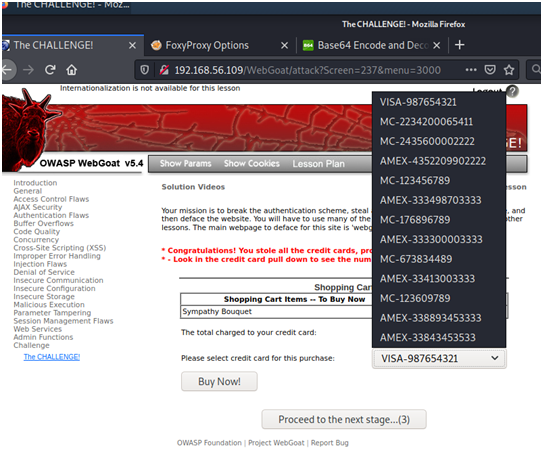 The CHALLENGE! - Moz...
The CHALLENGE! - Mozilla Firefox
The CHALLENGE!
FoxyProxy Options
Base64 Encode and Deco
192.168.56.109/WebGoat/attack?Screen=237&menu=3000
Internationalization is not available for this lesson
Logout ?
GE!
OWASP WebGoat v5.4
Show Params Show Cookies Lesson Plan
Introduction
General
Access Control Flaws
AJAX Security
Authentication Flaws
Buffer Overflows
Code Quality
Concurrency
Cross-Site Scripting (XSS)
Improper Error Handling
Injection Flaws
Denial of Service
Insecure Communication
Insecure Configuration
Insecure Storage
Malicious Execution
Parameter Tampering
Session Management Flaws
Web Services
Admin Functions
Challenge
The CHALLENGE!
Solution Videos
esson
Your mission is to break the authentication scheme, steal
, and
then deface the website. You will have to use many of the
other
lessons. The main webpage to deface for this site is 'webg
* Congratulations! You stole all the credit cards, pro
* - Look in the credit card pull down to see the num
Shopping Car
Shopping Cart Items -- To Buy Now
Sympathy Bouquet
The total charged to your credit card:
Please select credit card for this purchase:
VISA-987654321
MC-2234200065411
MC-2435600002222
AMEX-4352209902222
MC-123456789
AMEX-333498703333
MC-176896789
AMEX-333300003333
MC-673834489
AMEX-33413003333
MC-123609789
AMEX-338893453333
AMEX-33843453533
VISA-987654321
Buy Now!
Proceed to the next stage...(3)
OWASP Foundation | Project WebGoat | Report Bug